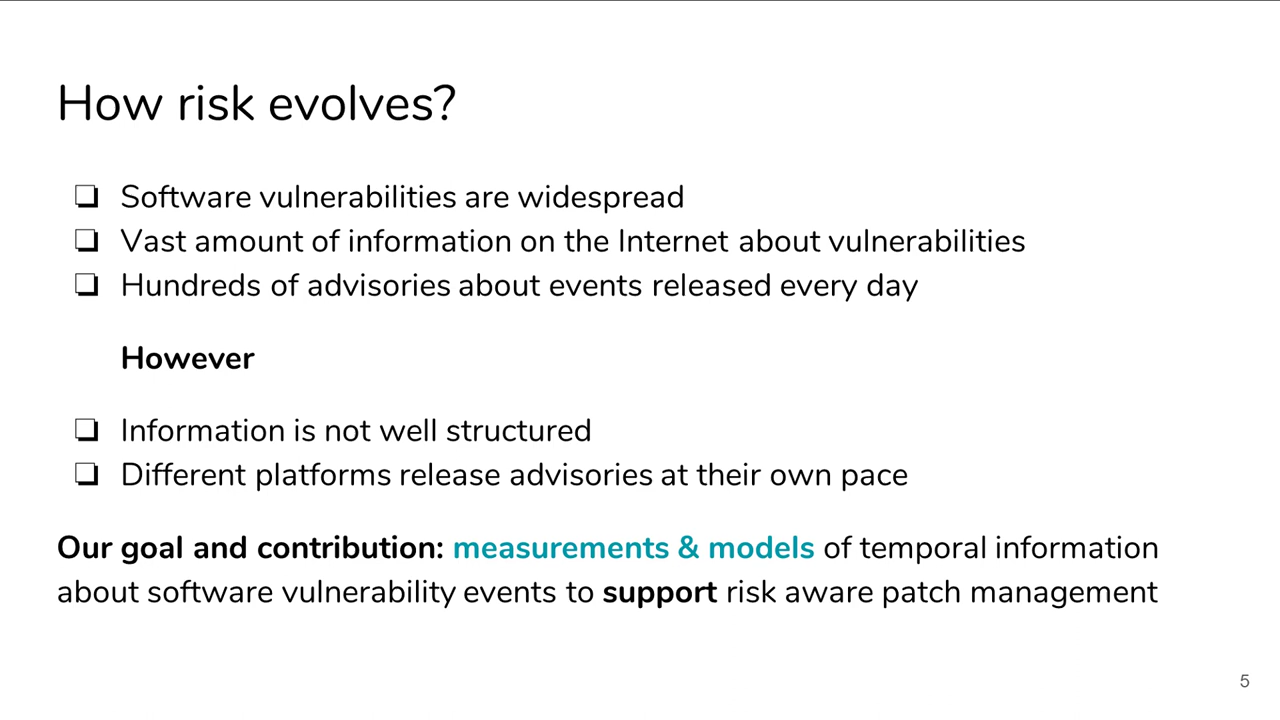 How risk evolves?
❏ Software vulnerabilities are widespread
❏ Vast amount of information on the Internet about vulnerabilities
❏ Hundreds of advisories about events released every day
However
❏ Information is not well structured
❏ Different platforms release advisories at their own pace
Our goal and contribution: measurements & models of temporal information
about software vulnerability events to support risk aware patch management
5